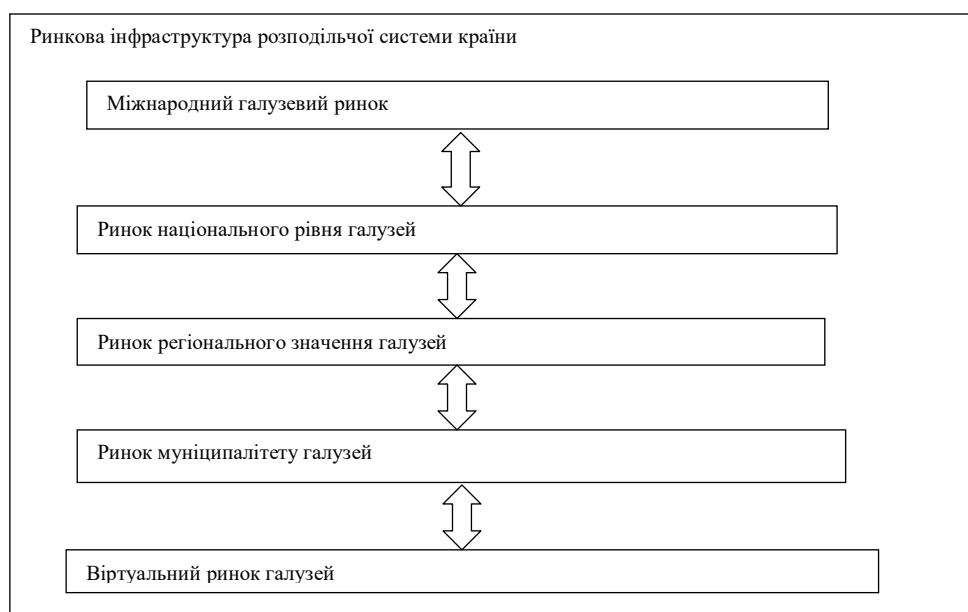 Ринкова інфраструктура розподільчої системи країни
Міжнародний галузевий ринок
Ринок національного рівня галузей
Ринок регіонального значення галузей
Ринок муніципалітету галузей
Віртуальний ринок галузей